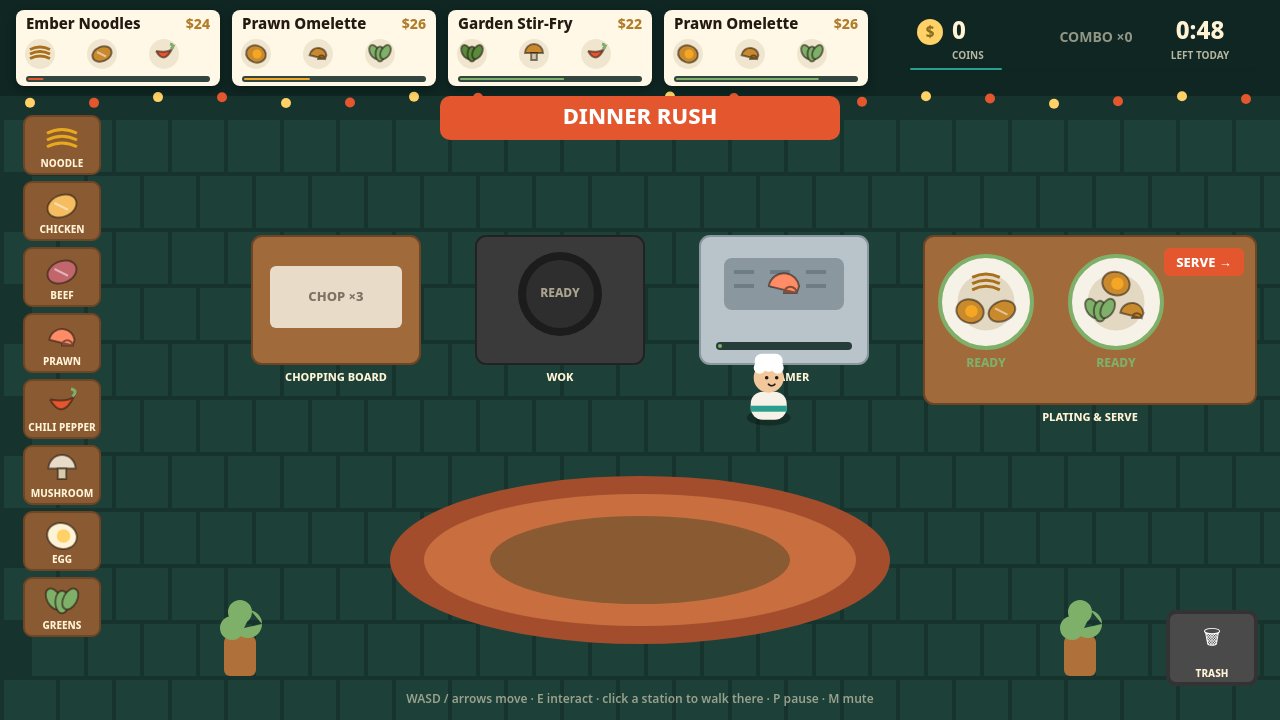 Ember Noodles $24
Prawn Omelette $26
Garden Stir-Fry $22
Prawn Omelette $26
$ 0
COINS
COMBO ×0
0:48
LEFT TODAY
DINNER RUSH
NOODLE
CHICKEN
BEEF
PRAWN
CHILI PEPPER
MUSHROOM
EGG
GREENS
CHOP ×3
CHOPPING BOARD
READY
WOK
SERVE →
READY
READY
PLATING & SERVE
TRASH
WASD / arrows move · E interact · click a station to walk there · P pause · M mute